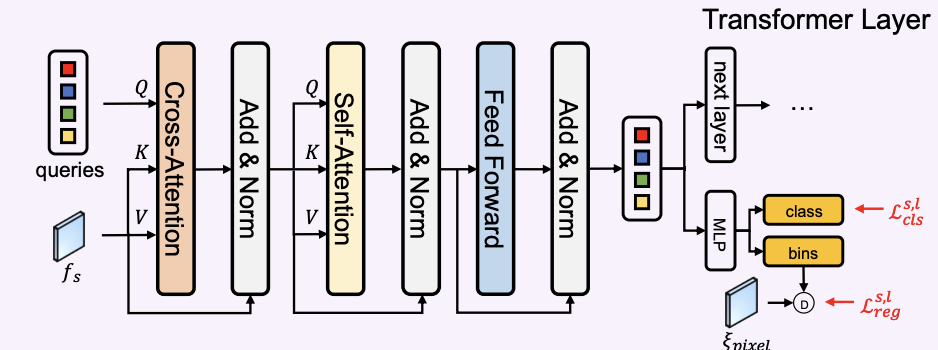 Transformer Layer
queries
f_s
Q
K
V
Cross-Attention
Add & Norm
Q
K
V
Self-Attention
Add & Norm
Feed Forward
Add & Norm
next layer
...
MLP
class
bins
ℒ_cls^s,l
D
ℒ_reg^s,l
ξ_pixel